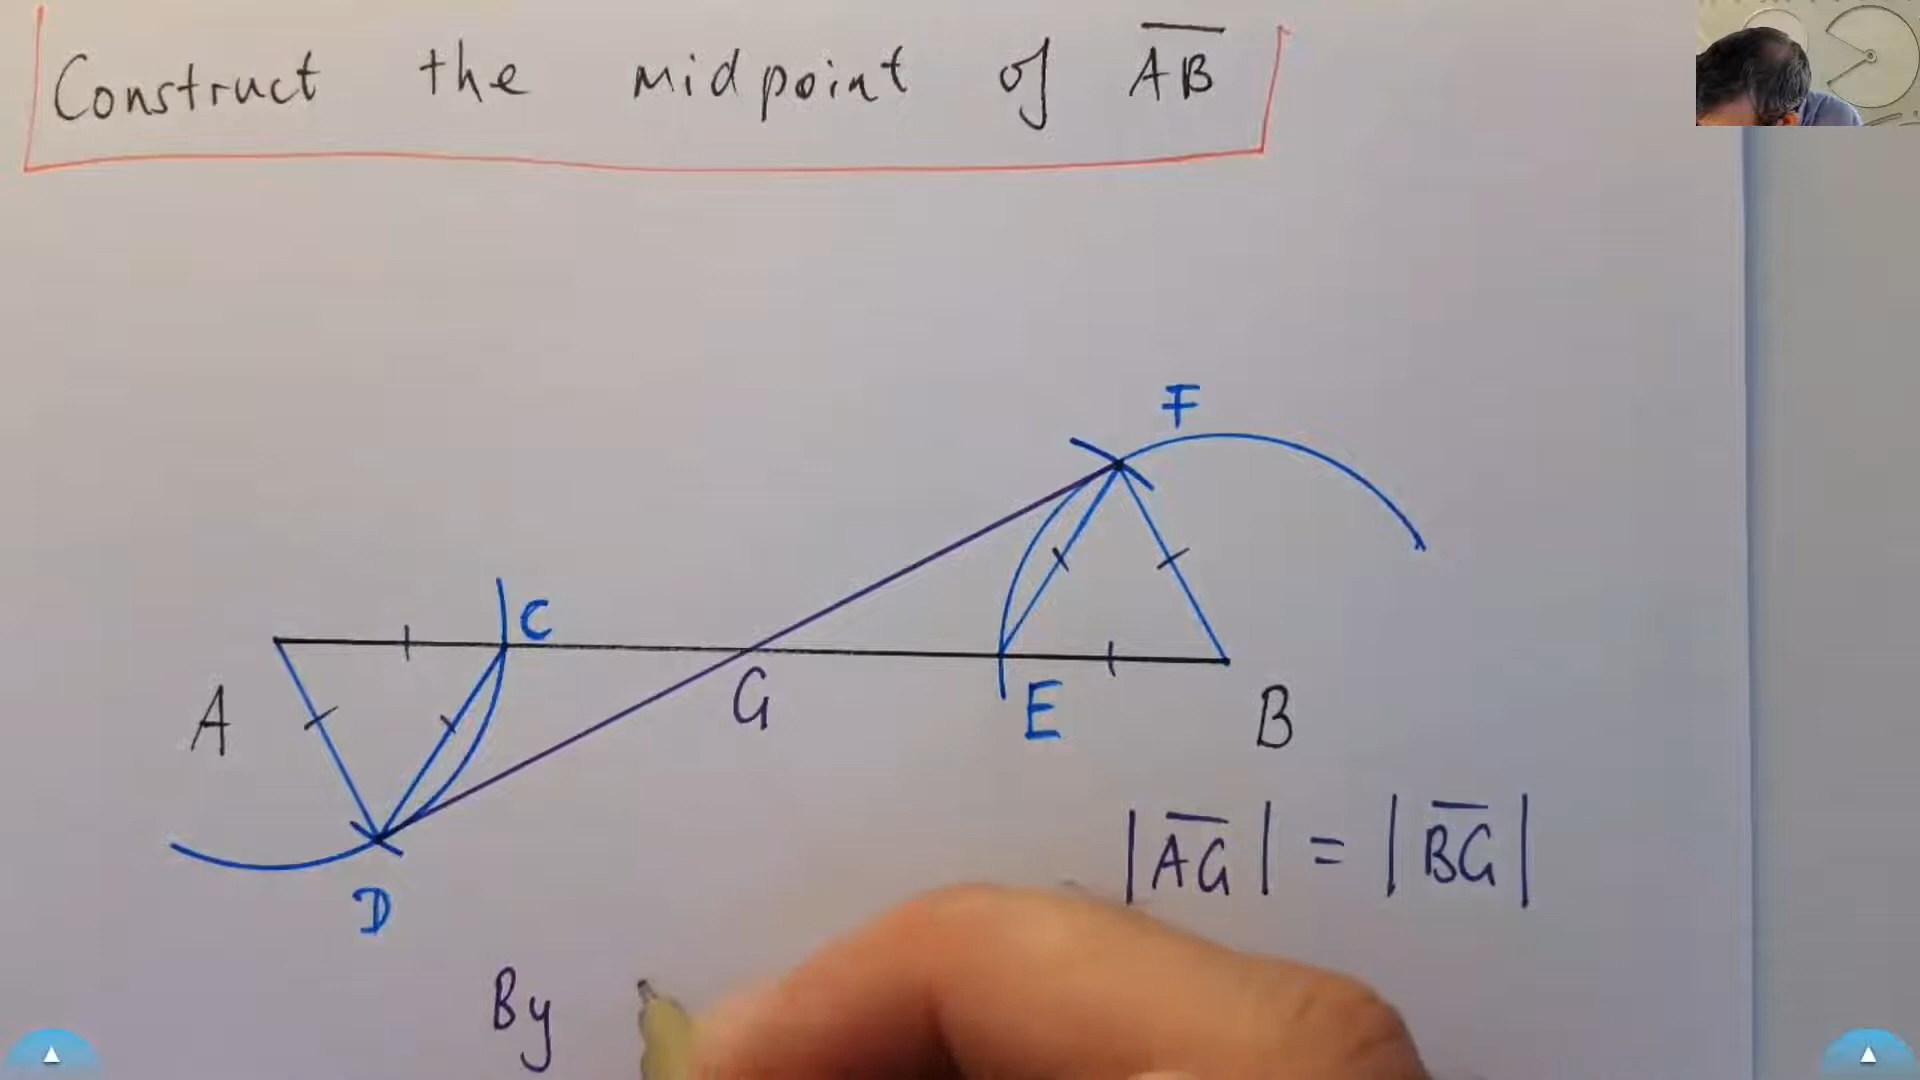 Construct the midpoint of AB
F
C
G
A
E
B
|AG| = |BG|
D
By